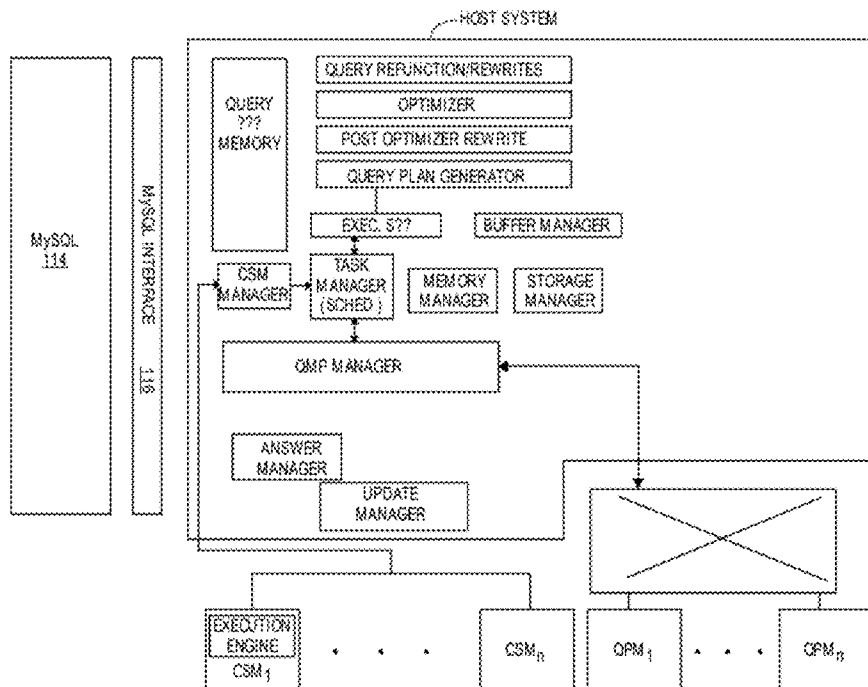 HOST SYSTEM
MySQL
114
MySQL INTERFACE
116
QUERY
???
MEMORY
QUERY REFUNCTION/REWRITES
OPTIMIZER
POST OPTIMIZER REWRITE
QUERY PLAN GENERATOR
EXEC. S??
BUFFER MANAGER
CSM
MANAGER
TASK
MANAGER
(SCHED)
MEMORY
MANAGER
STORAGE
MANAGER
QMP MANAGER
ANSWER
MANAGER
UPDATE
MANAGER
EXECUTION
ENGINE
CSM1
. . .
CSMn
QPM1
. . .
QPMn